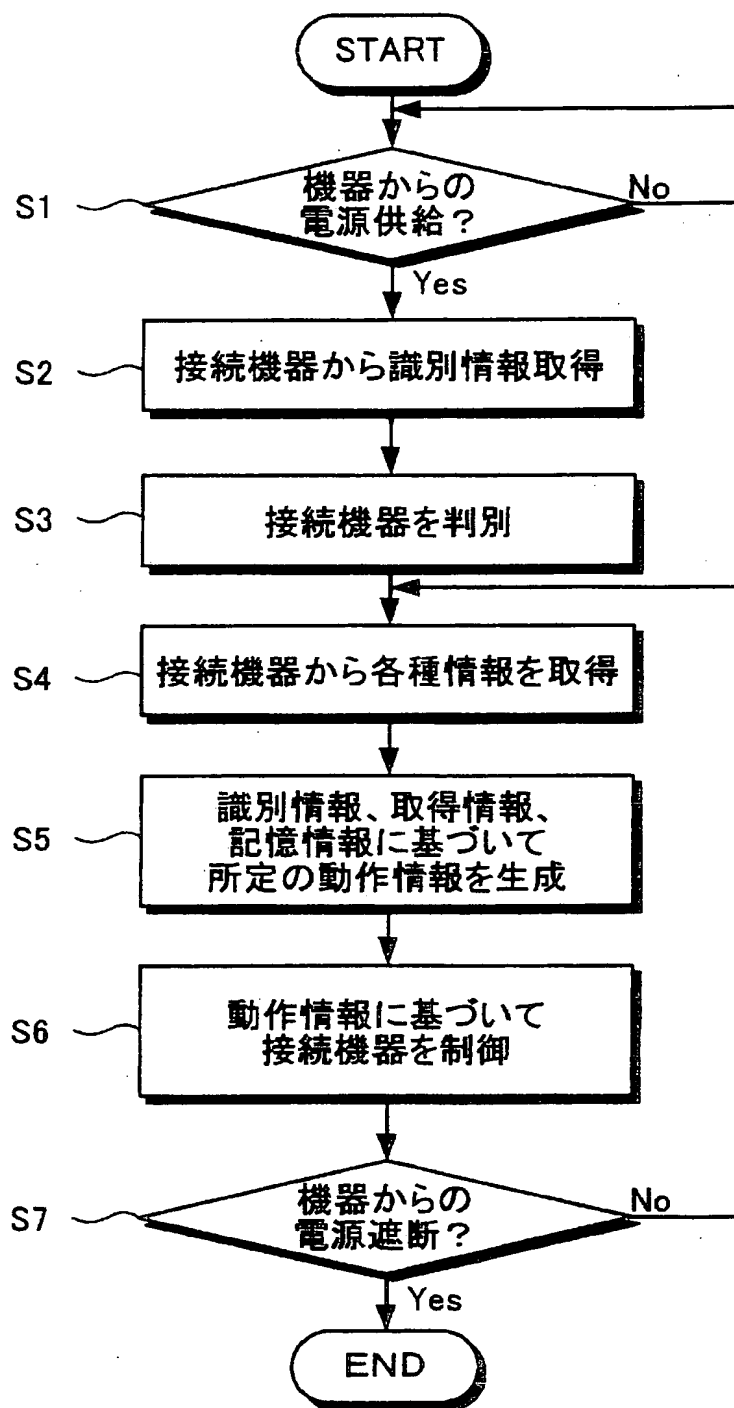 START
S1
機器からの
電源供給?
No
Yes
S2
接続機器から識別情報取得
S3
接続機器を判別
S4
接続機器から各種情報を取得
S5
識別情報、取得情報、
記憶情報に基づいて
所定の動作情報を生成
S6
動作情報に基づいて
接続機器を制御
S7
機器からの
電源遮断?
No
Yes
END